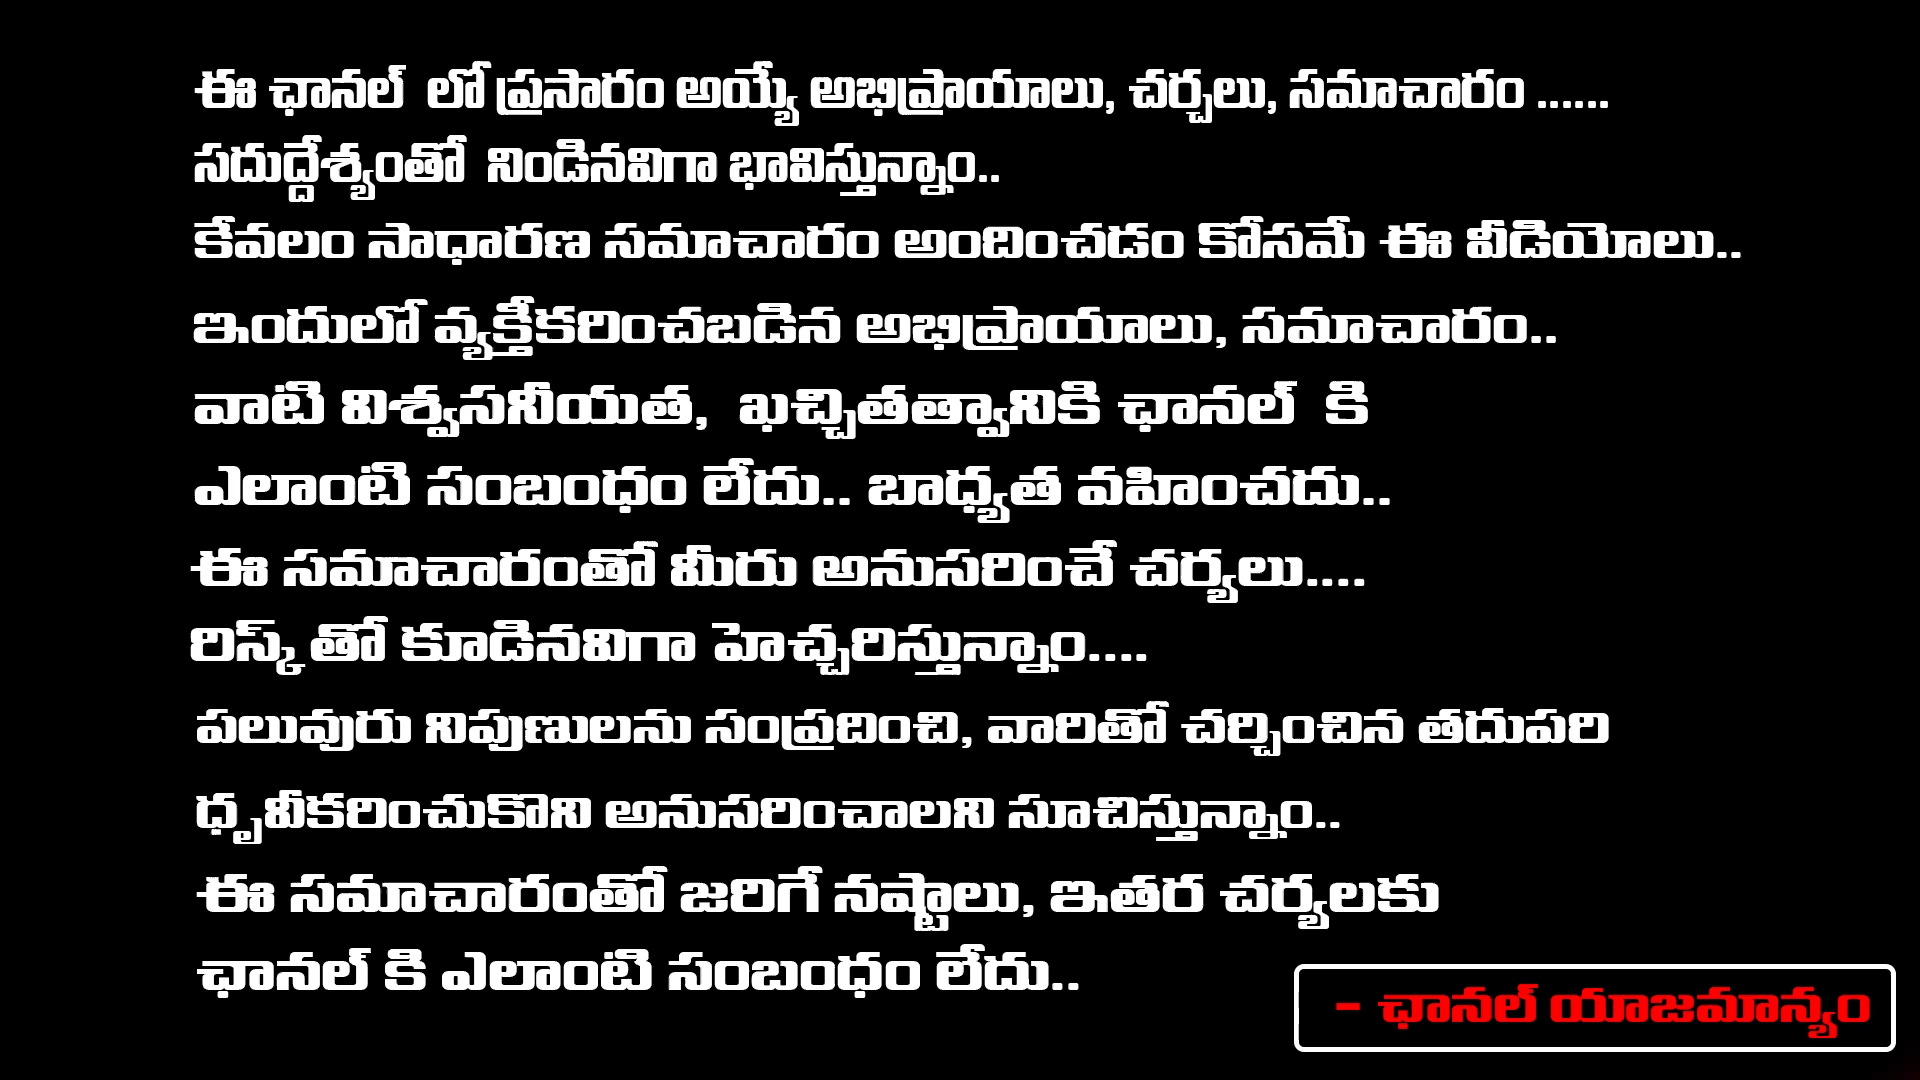 ఈ ఛానల్ లో ప్రసారం అయ్యే అభిప్రాయాలు, చర్చలు, సమాచారం ......
సదుద్దేశ్యంతో నిండినవిగా భావిస్తున్నాం..
కేవలం సాధారణ సమాచారం అందించడం కోసమే ఈ వీడియోలు..
ఇందులో వ్యక్తీకరించబడిన అభిప్రాయాలు, సమాచారం..
వాటి విశ్వసనీయత, ఖచ్చితత్వానికి ఛానల్ కి
ఎలాంటి సంబంధం లేదు.. బాధ్యత వహించదు..
ఈ సమాచారంతో మీరు అనుసరించే చర్యలు....
రిస్క్ తో కూడినవిగా హెచ్చరిస్తున్నాం....
పలువురు నిపుణులను సంప్రదించి, వారితో చర్చించిన తదుపరి
ధృవీకరించుకొని అనుసరించాలని సూచిస్తున్నాం..
ఈ సమాచారంతో జరిగే నష్టాలు, ఇతర చర్యలకు
ఛానల్ కి ఎలాంటి సంబంధం లేదు..
- ఛానల్ యాజమాన్యం